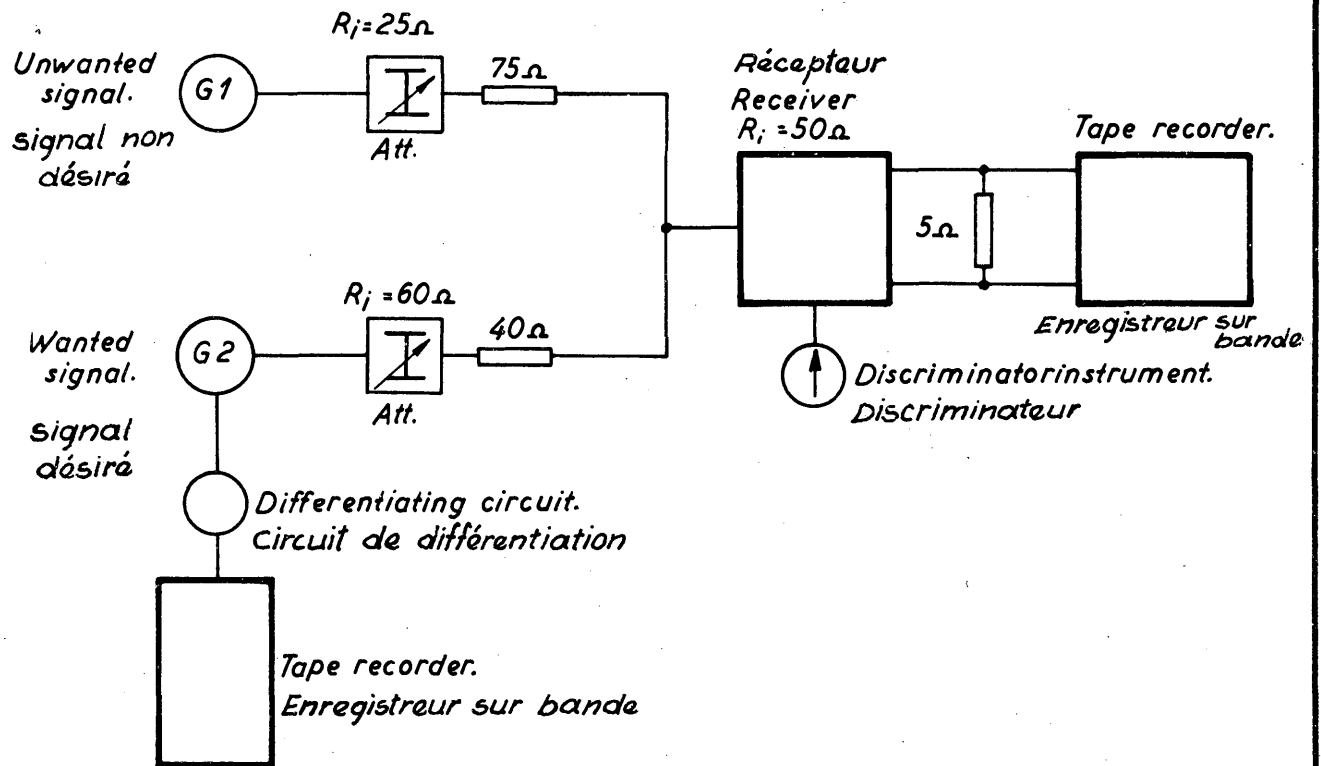 Unwanted
signal.
signal non
désiré
G1
Ri=25Ω
Att.
75Ω
Récepteur
Receiver
Ri=50Ω
Tape recorder.
5Ω
Enregistreur sur
bande
Discriminatorinstrument.
Discriminateur
Wanted
signal.
signal
désiré
G2
Ri=60Ω
Att.
40Ω
Differentiating circuit.
Circuit de différentiation
Tape recorder.
Enregistreur sur bande